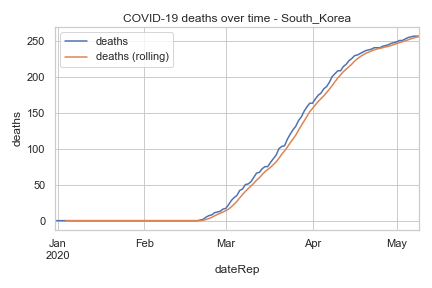 COVID-19 deaths over time - South_Korea
deaths
deaths (rolling)
deaths
250
200
150
100
50
0
Jan
2020
Feb
Mar
Apr
May
dateRep